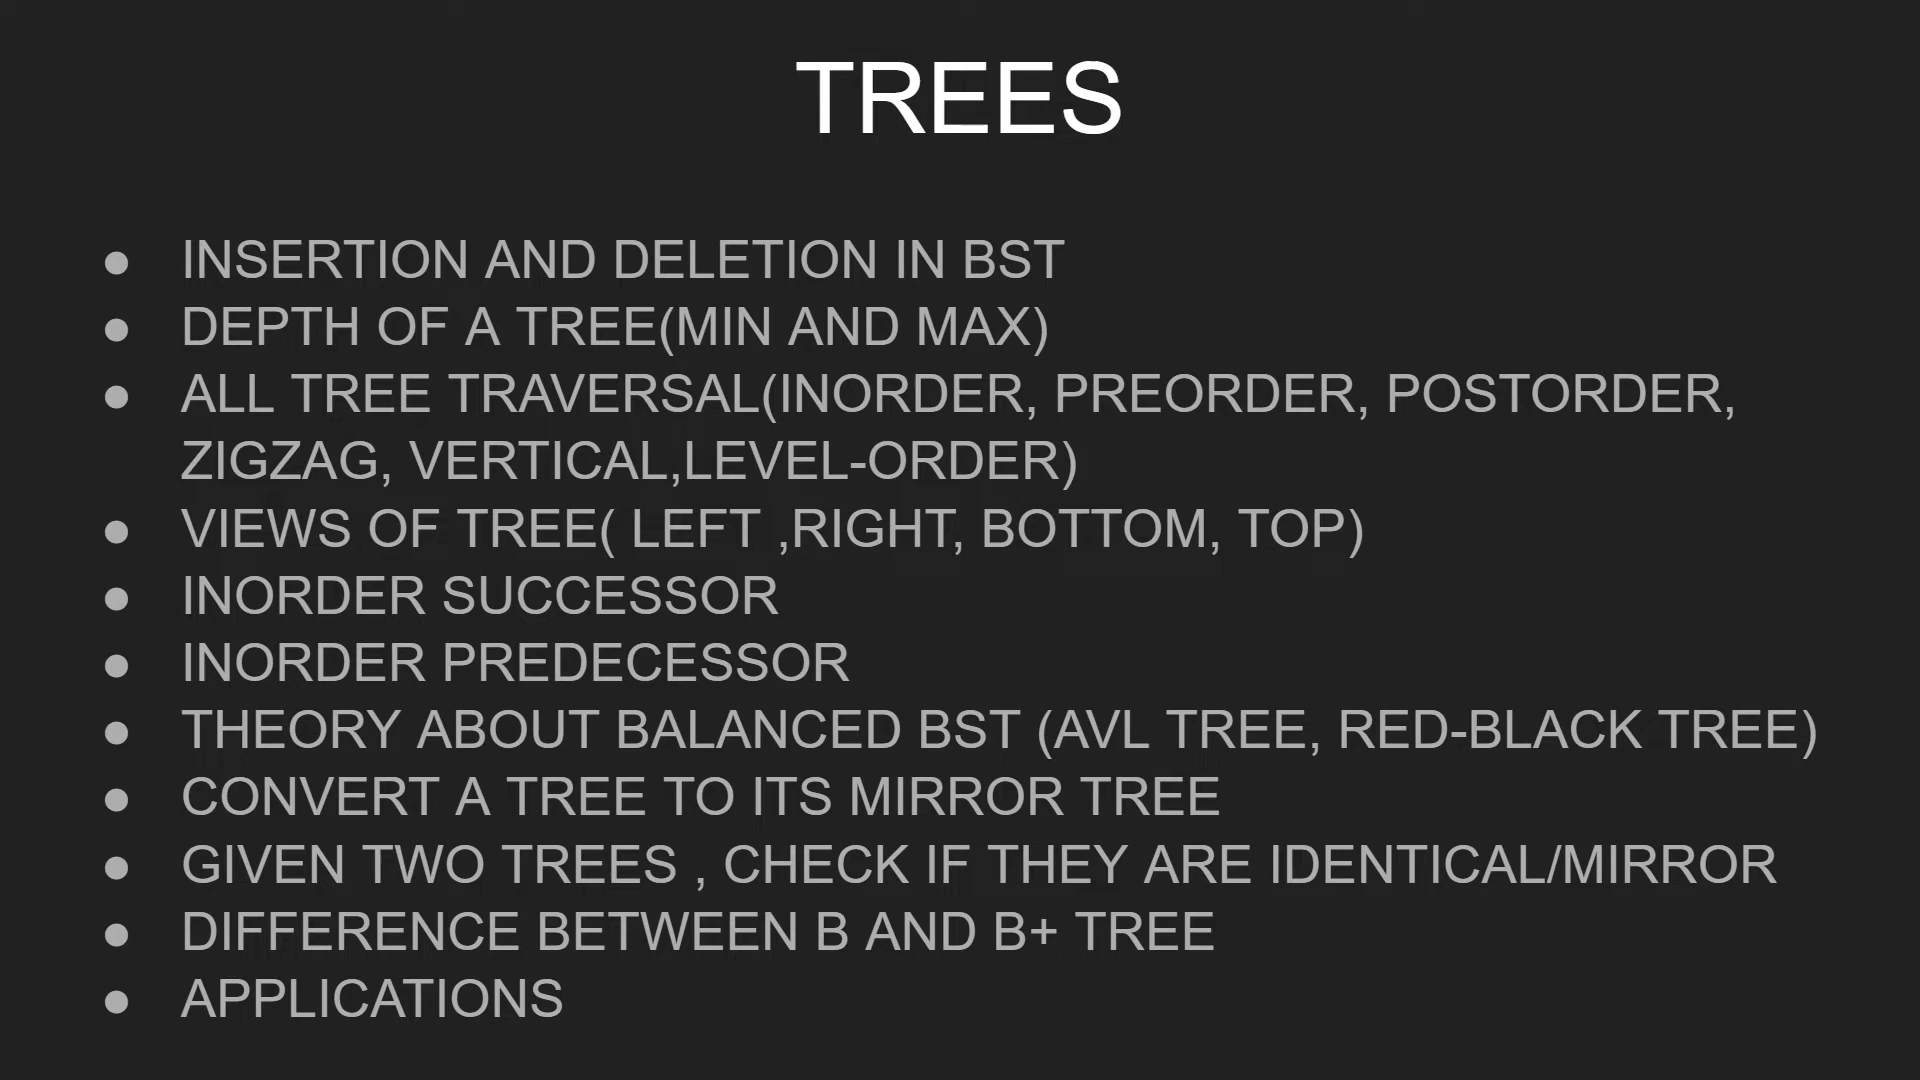 TREES
● INSERTION AND DELETION IN BST
● DEPTH OF A TREE(MIN AND MAX)
● ALL TREE TRAVERSAL(INORDER, PREORDER, POSTORDER,
ZIGZAG, VERTICAL,LEVEL-ORDER)
● VIEWS OF TREE( LEFT ,RIGHT, BOTTOM, TOP)
● INORDER SUCCESSOR
● INORDER PREDECESSOR
● THEORY ABOUT BALANCED BST (AVL TREE, RED-BLACK TREE)
● CONVERT A TREE TO ITS MIRROR TREE
● GIVEN TWO TREES , CHECK IF THEY ARE IDENTICAL/MIRROR
● DIFFERENCE BETWEEN B AND B+ TREE
● APPLICATIONS